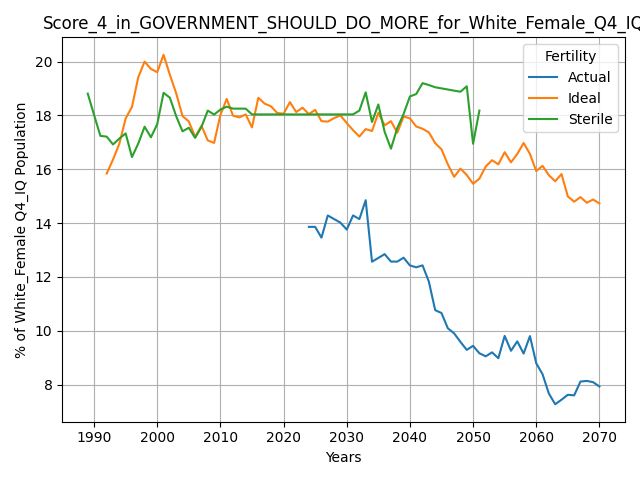 Score_4_in_GOVERNMENT_SHOULD_DO_MORE_for_White_Female_Q4_IQ
Fertility
Actual
Ideal
Sterile
% of White_Female Q4_IQ Population
20
18
16
14
12
10
8
1990 2000 2010 2020 2030 2040 2050 2060 2070
Years